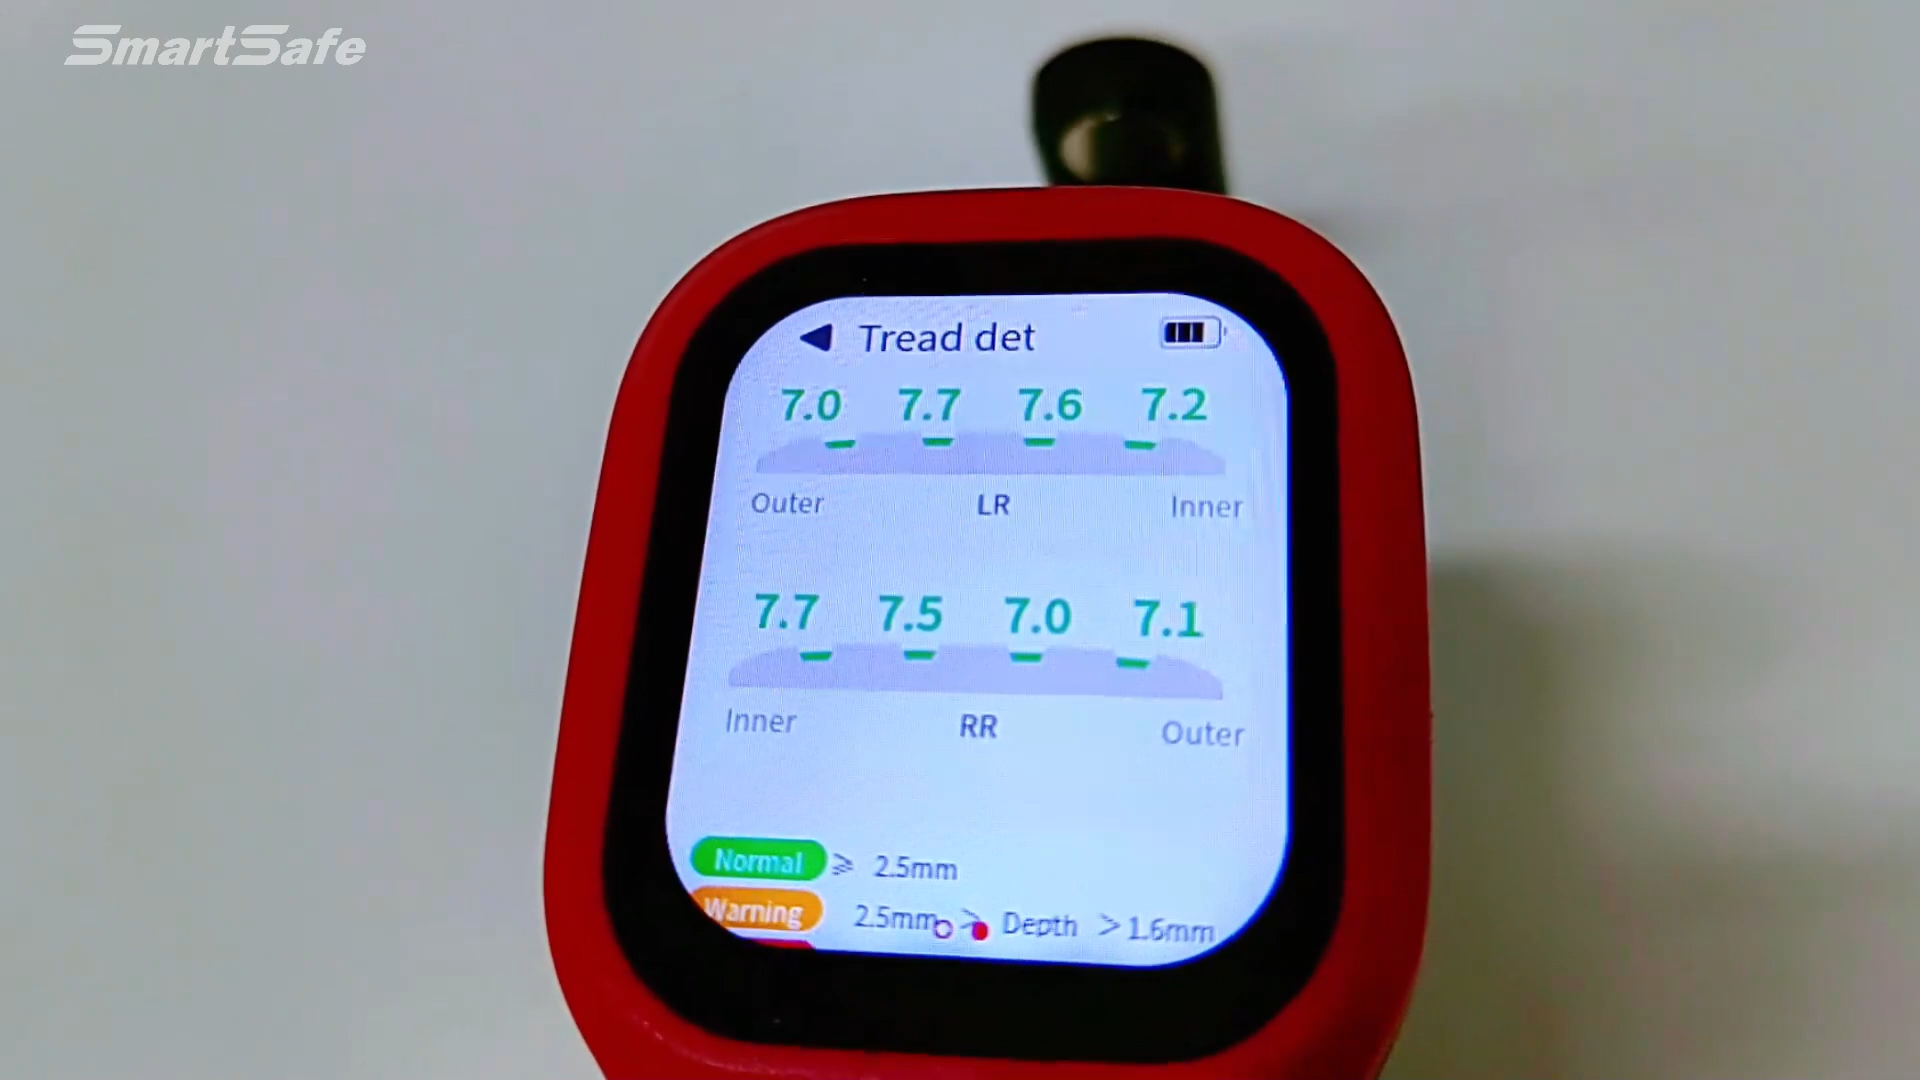 SmartSafe
Tread det
7.0 7.7 7.6 7.2
Outer LR Inner
7.7 7.5 7.0 7.1
Inner RR Outer
Normal ⩾ 2.5mm
Warning 2.5mm > Depth > 1.6mm